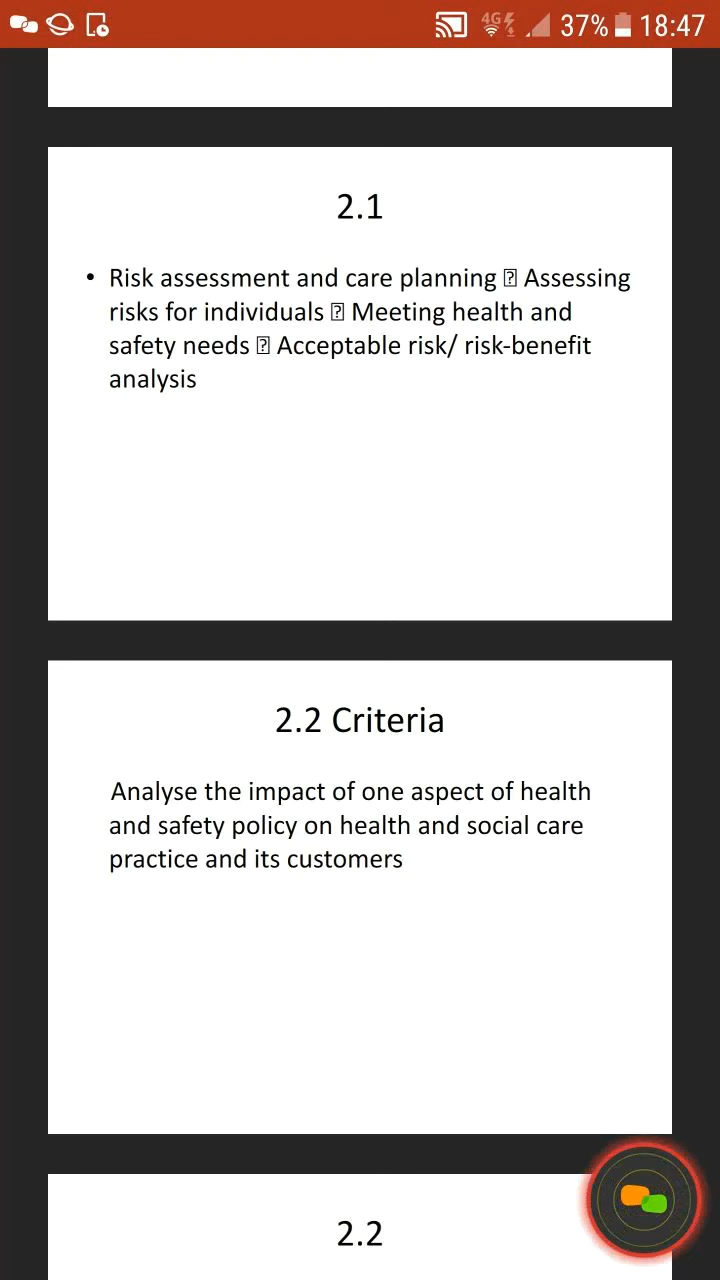 4G 37% 18:47
2.1
• Risk assessment and care planning ⍰ Assessing
risks for individuals ⍰ Meeting health and
safety needs ⍰ Acceptable risk/ risk-benefit
analysis
2.2 Criteria
Analyse the impact of one aspect of health
and safety policy on health and social care
practice and its customers
2.2